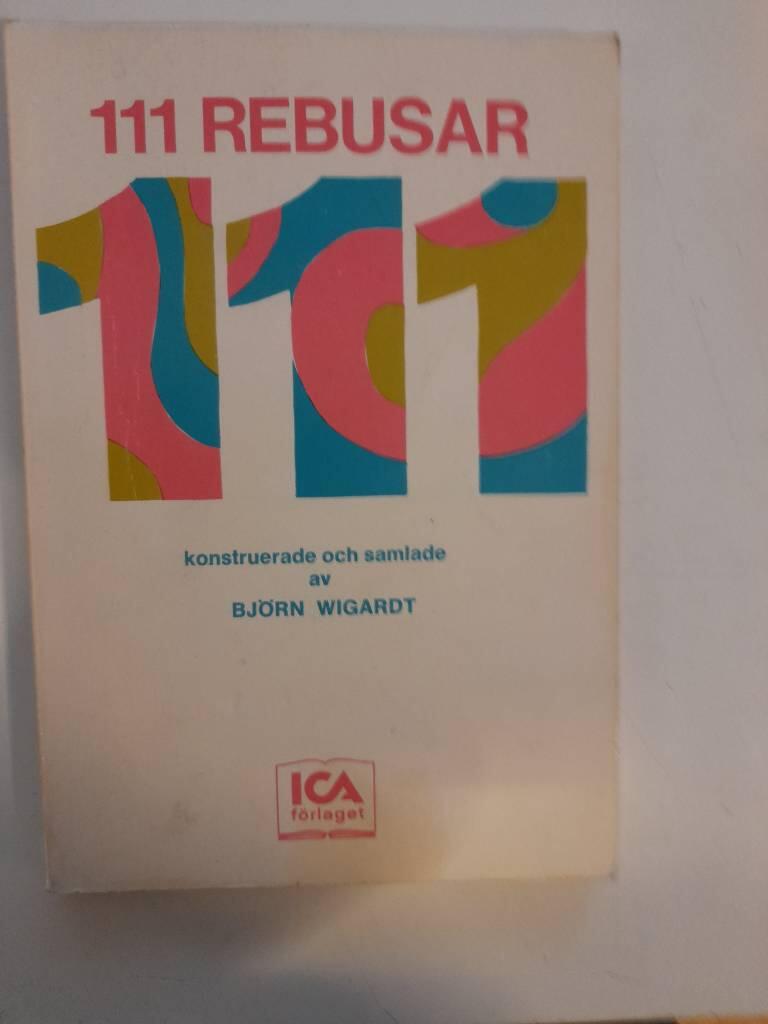 111 REBUSAR
111
konstruerade och samlade
av
BJÖRN WIGARDT
ICA
förlaget